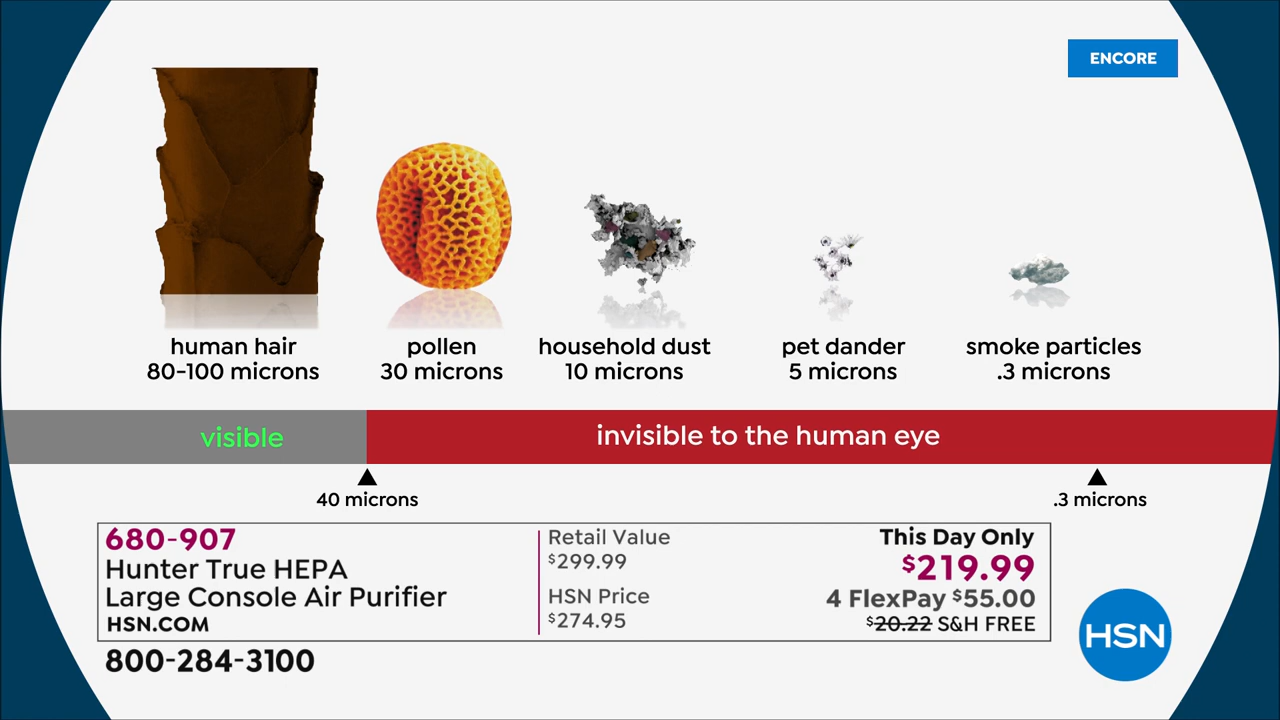 ENCORE
human hair
80-100 microns
pollen
30 microns
household dust
10 microns
pet dander
5 microns
smoke particles
.3 microns
visible
invisible to the human eye
40 microns
.3 microns
680-907
Hunter True HEPA
Large Console Air Purifier
HSN.COM
Retail Value
$299.99
HSN Price
$274.95
This Day Only
$219.99
4 FlexPay $55.00
$20.22 S&H FREE
800-284-3100
HSN